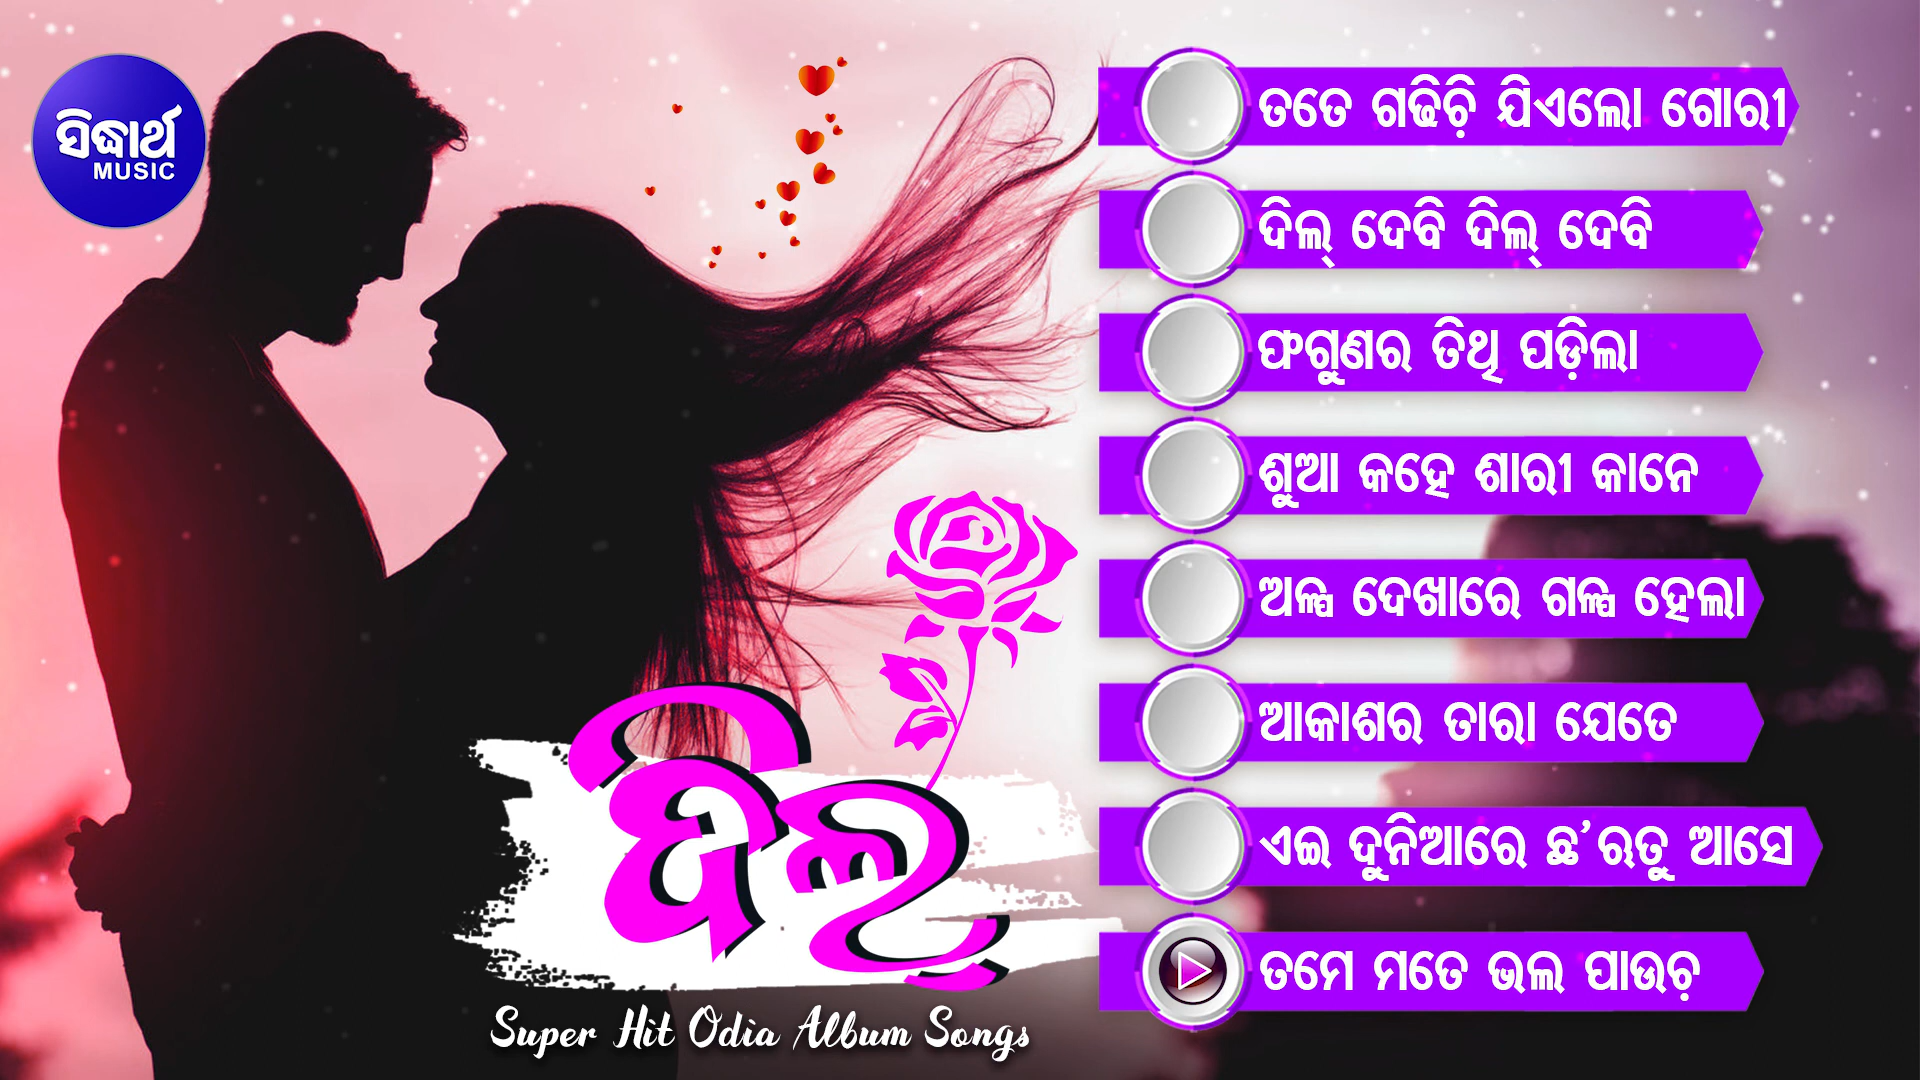 ସିଦ୍ଧାର୍ଥ
MUSIC
ତତେ ଗଢିଚ଼ି ଯିଏଲୋ ଗୋରୀ
ଦିଲ୍ ଦେବି ଦିଲ୍ ଦେବି
ଫଗୁଣର ତିଥି ପଡ଼ିଲା
ଶୁଆ କହେ ଶାରୀ କାନେ
ଅଳ୍ପ ଦେଖାରେ ଗଳ୍ପ ହେଲା
ଆକାଶର ତାରା ଯେତେ
ଏଇ ଦୁନିଆରେ ଛ'ଋତୁ ଆସେ
ତମେ ମତେ ଭଲ ପାଉଚ଼
ଦିଲ୍
Super Hit Odia Album Songs